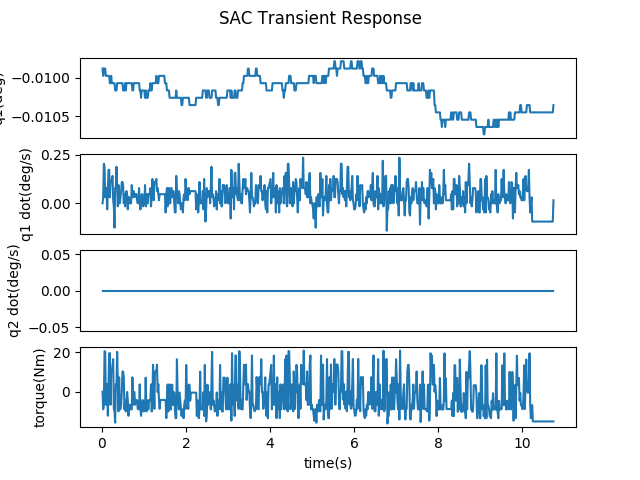 SAC Transient Response
−0.0100
−0.0105
0.25
0.00
q1 dot(deg/s)
0.05
0.00
−0.05
q2 dot(deg/s)
20
0
torque(Nm)
0 2 4 6 8 10
time(s)